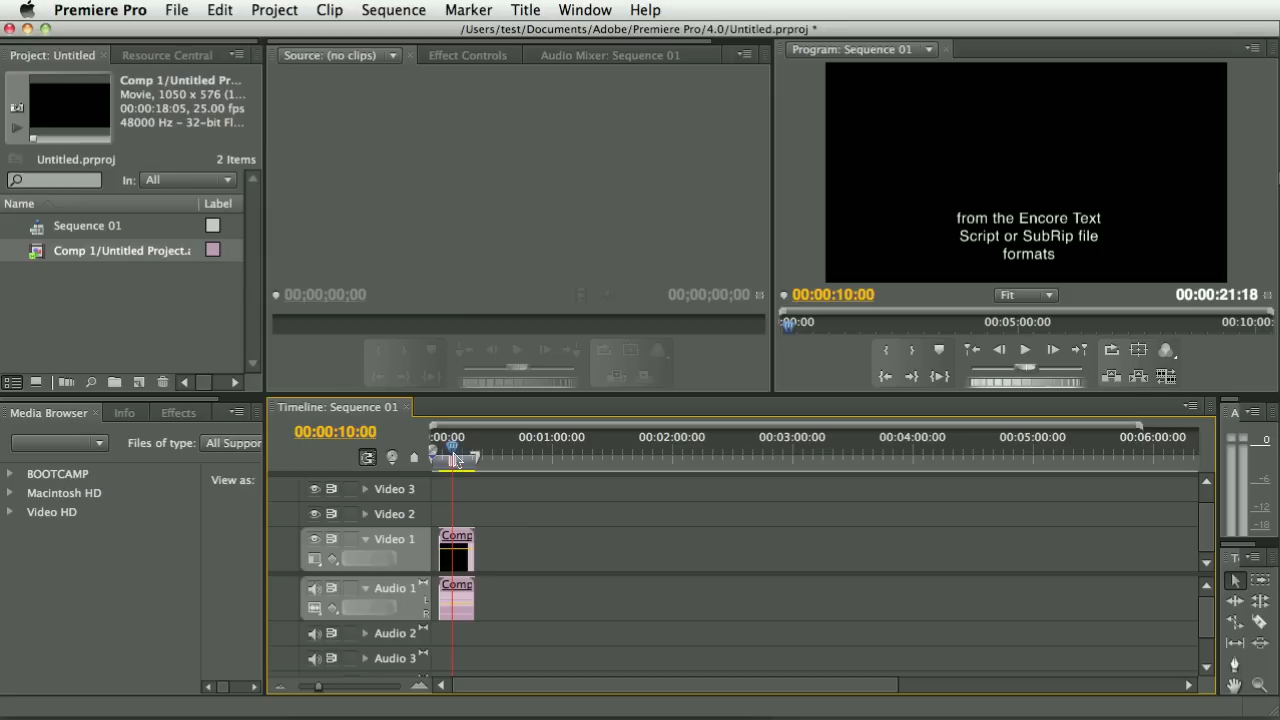 Premiere Pro File Edit Project Clip Sequence Marker Title Window Help
/Users/test/Documents/Adobe/Premiere Pro/4.0/Untitled.prproj *
Project: Untitled Resource Central
Comp 1/Untitled Pr...
Movie, 1050 x 576 (1...
00:00:18:05, 25.00 fps
48000 Hz - 32-bit Fl...
Untitled.prproj 2 Items
In: All
Name Label
Sequence 01
Comp 1/Untitled Project.a
Source: (no clips) Effect Controls Audio Mixer: Sequence 01
00;00;00;00 00;00;00;00
Program: Sequence 01
from the Encore Text
Script or SubRip file
formats
00:00:10:00 Fit 00:00:21:18
:00:00 00:05:00:00 00:10:00:
Media Browser Info Effects
Files of type: All Suppor
BOOTCAMP
Macintosh HD
Video HD
View as:
Timeline: Sequence 01
00:00:10:00
:00:00 00:01:00:00 00:02:00:00 00:03:00:00 00:04:00:00 00:05:00:00 00:06:00:00
Video 3
Video 2
Video 1
Comp
Audio 1
Comp
L
R
Audio 2
Audio 3
A
0
-6
-12
-18
T